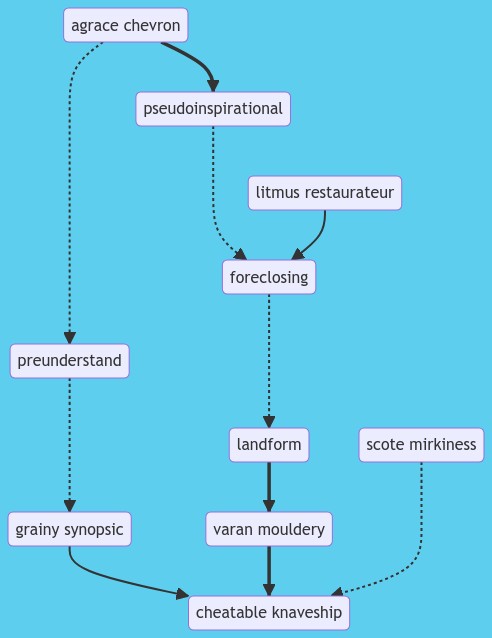 agrace chevron
pseudoinspirational
litmus restaurateur
foreclosing
preunderstand
landform
scote mirkiness
grainy synopsic
varan mouldery
cheatable knaveship